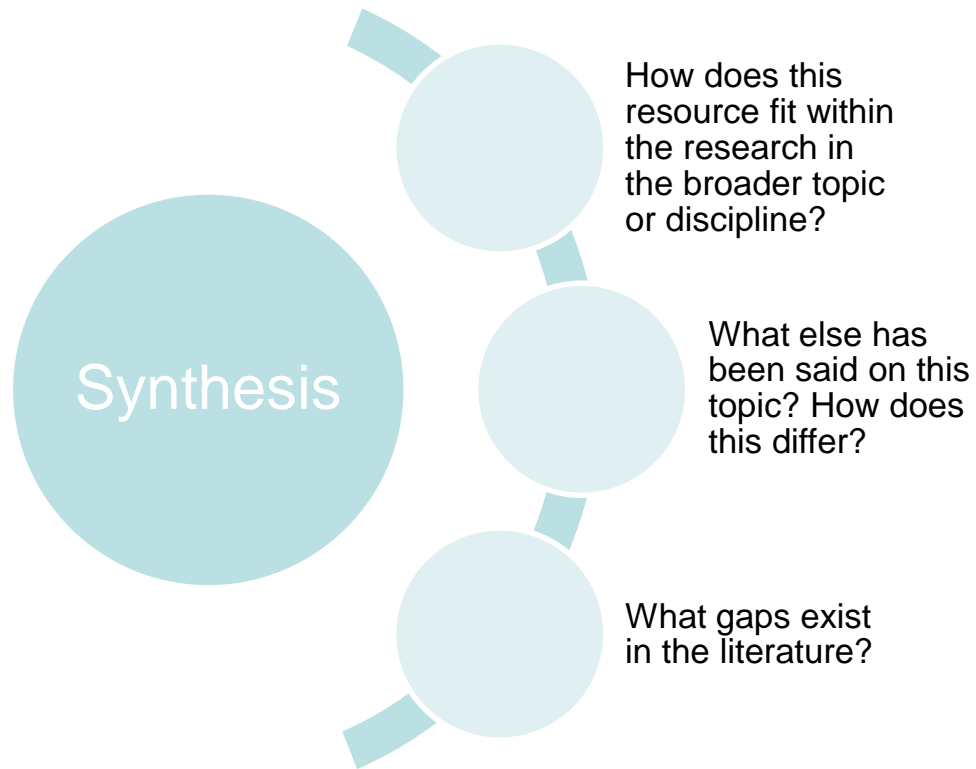 How does this
resource fit within
the research in
the broader topic
or discipline?
Synthesis
What else has
been said on this
topic? How does
this differ?
What gaps exist
in the literature?